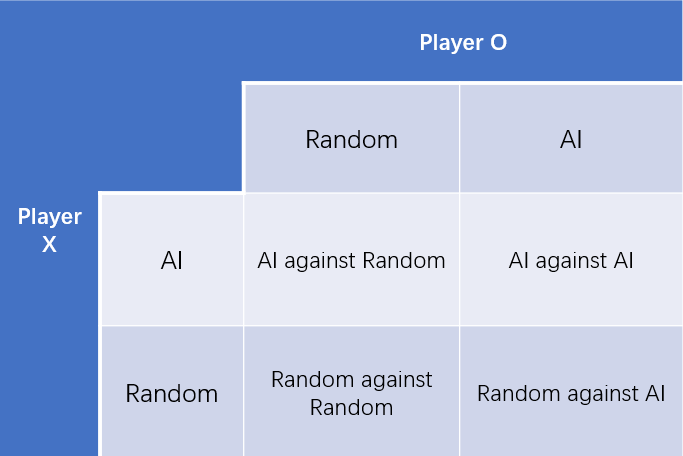 Player O
Random
AI
Player
X
AI
AI against Random
AI against AI
Random
Random against
Random
Random against AI